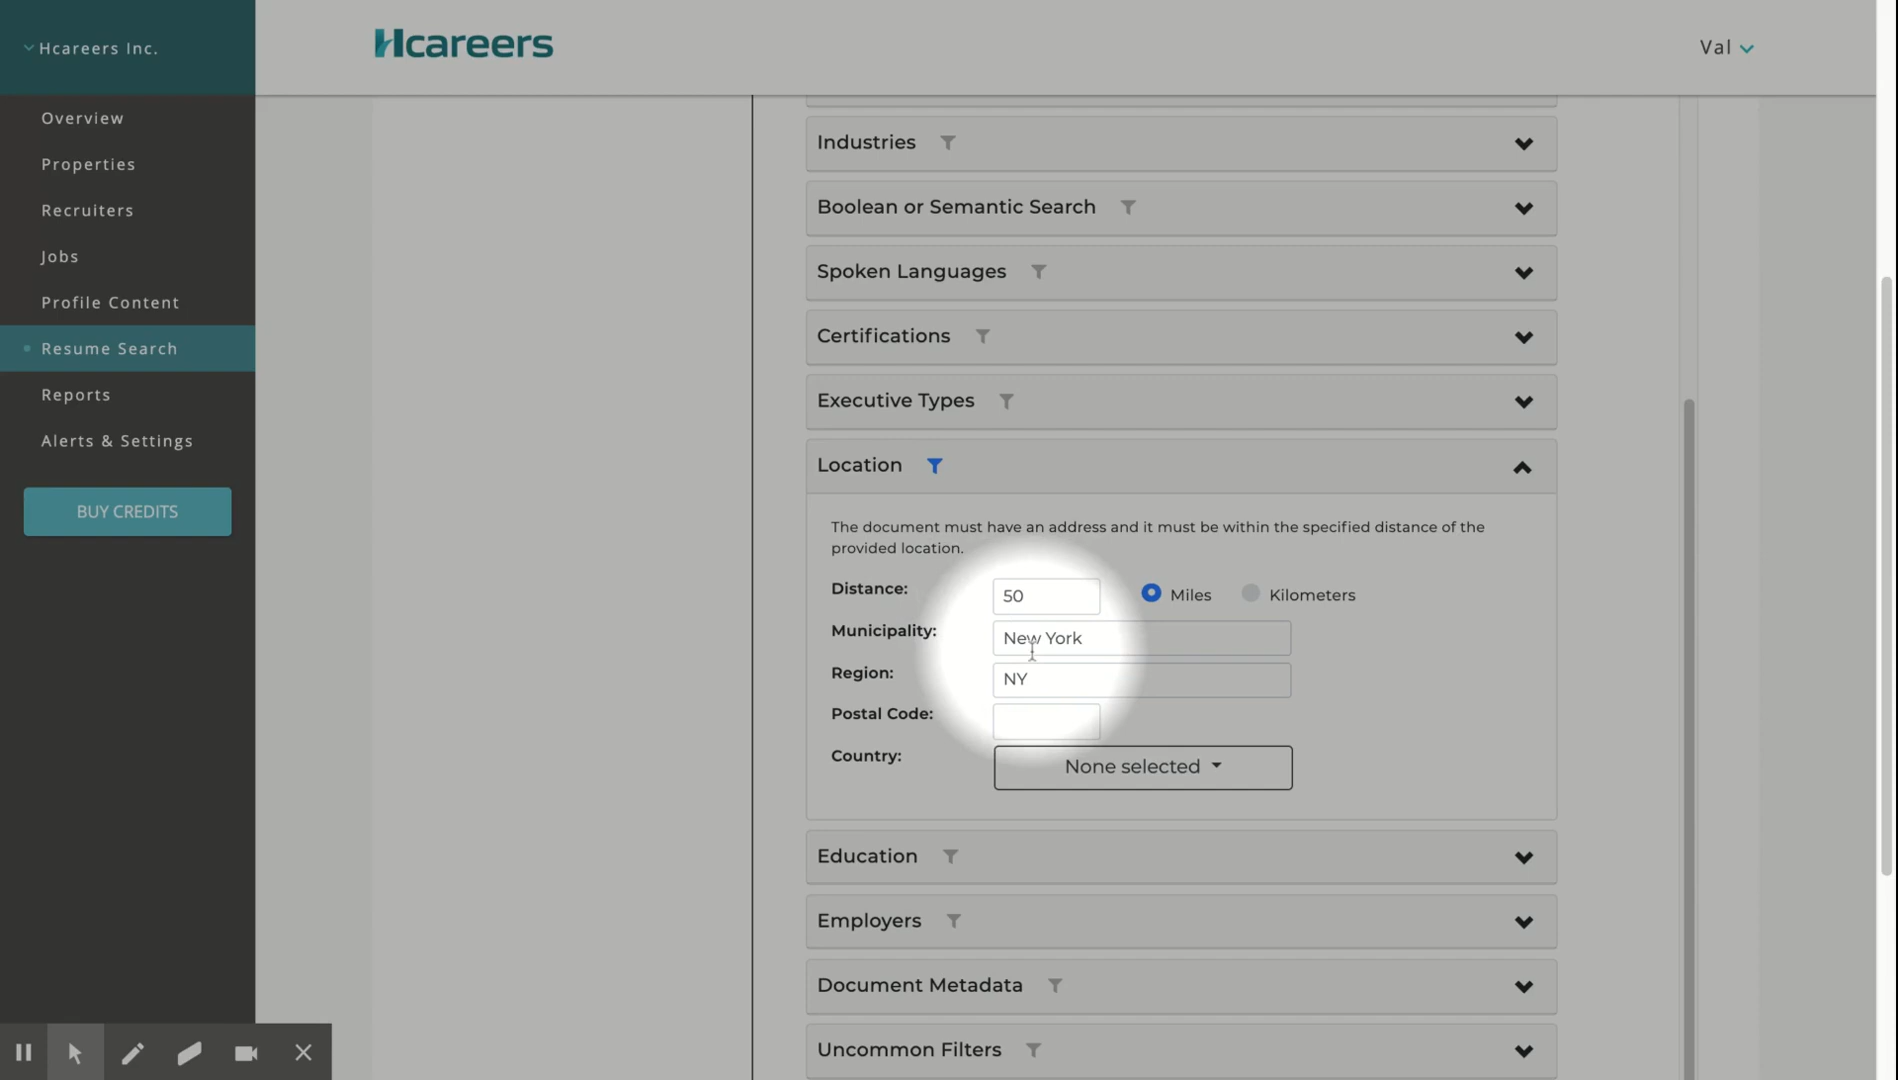 Hcareers Inc.
Hcareers
Val
Overview
Properties
Recruiters
Jobs
Profile Content
Resume Search
Reports
Alerts & Settings
BUY CREDITS
Industries
Boolean or Semantic Search
Spoken Languages
Certifications
Executive Types
Location
The document must have an address and it must be within the specified distance of the
provided location.
Distance: 50 Miles Kilometers
Municipality: New York
Region: NY
Postal Code:
Country: None selected
Education
Employers
Document Metadata
Uncommon Filters